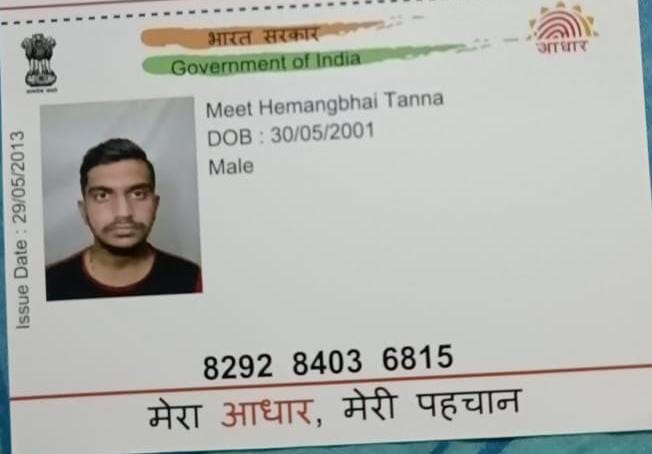 भारत सरकार
Government of India
आधार
Issue Date : 29/05/2013
Meet Hemangbhai Tanna
DOB : 30/05/2001
Male
8292 8403 6815
मेरा आधार, मेरी पहचान